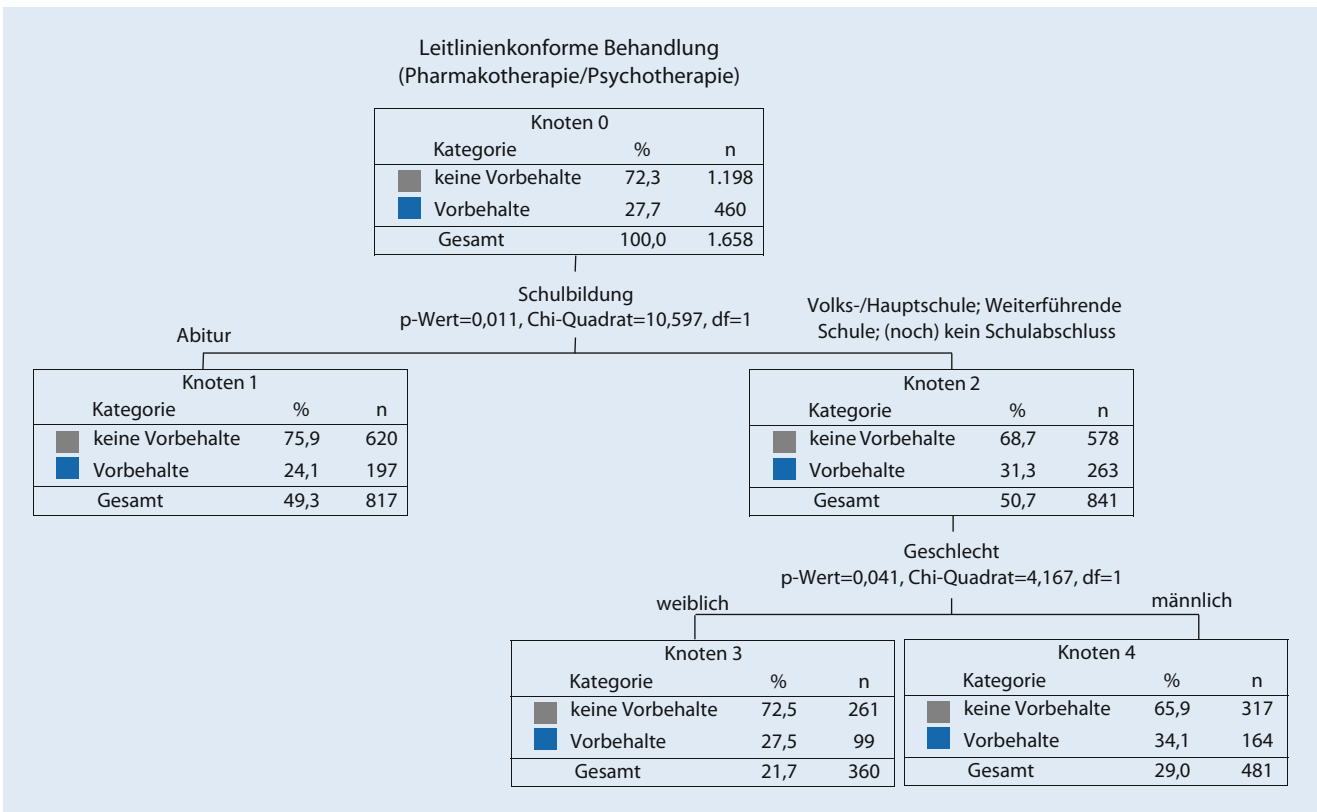 Leitlinienkonforme Behandlung
(Pharmakotherapie/Psychotherapie)
Knoten 0
Kategorie % n
keine Vorbehalte 72,3 1.198
Vorbehalte 27,7 460
Gesamt 100,0 1.658
Schulbildung
p-Wert=0,011, Chi-Quadrat=10,597, df=1
Abitur
Volks-/Hauptschule; Weiterführende
Schule; (noch) kein Schulabschluss
Knoten 1
Kategorie % n
keine Vorbehalte 75,9 620
Vorbehalte 24,1 197
Gesamt 49,3 817
Knoten 2
Kategorie % n
keine Vorbehalte 68,7 578
Vorbehalte 31,3 263
Gesamt 50,7 841
Geschlecht
p-Wert=0,041, Chi-Quadrat=4,167, df=1
weiblich
männlich
Knoten 3
Kategorie % n
keine Vorbehalte 72,5 261
Vorbehalte 27,5 99
Gesamt 21,7 360
Knoten 4
Kategorie % n
keine Vorbehalte 65,9 317
Vorbehalte 34,1 164
Gesamt 29,0 481